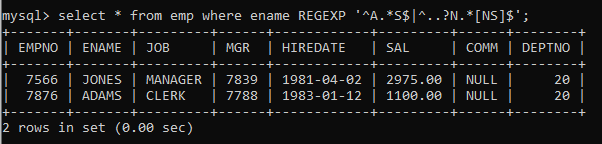 mysql> select * from emp where ename REGEXP '^A.*S$|^..?N.*[NS]$';
+-------+-------+---------+------+------------+---------+------+--------+
| EMPNO | ENAME | JOB     | MGR  | HIREDATE   | SAL     | COMM | DEPTNO |
+-------+-------+---------+------+------------+---------+------+--------+
|  7566 | JONES | MANAGER | 7839 | 1981-04-02 | 2975.00 | NULL |     20 |
|  7876 | ADAMS | CLERK   | 7788 | 1983-01-12 | 1100.00 | NULL |     20 |
+-------+-------+---------+------+------------+---------+------+--------+
2 rows in set (0.00 sec)